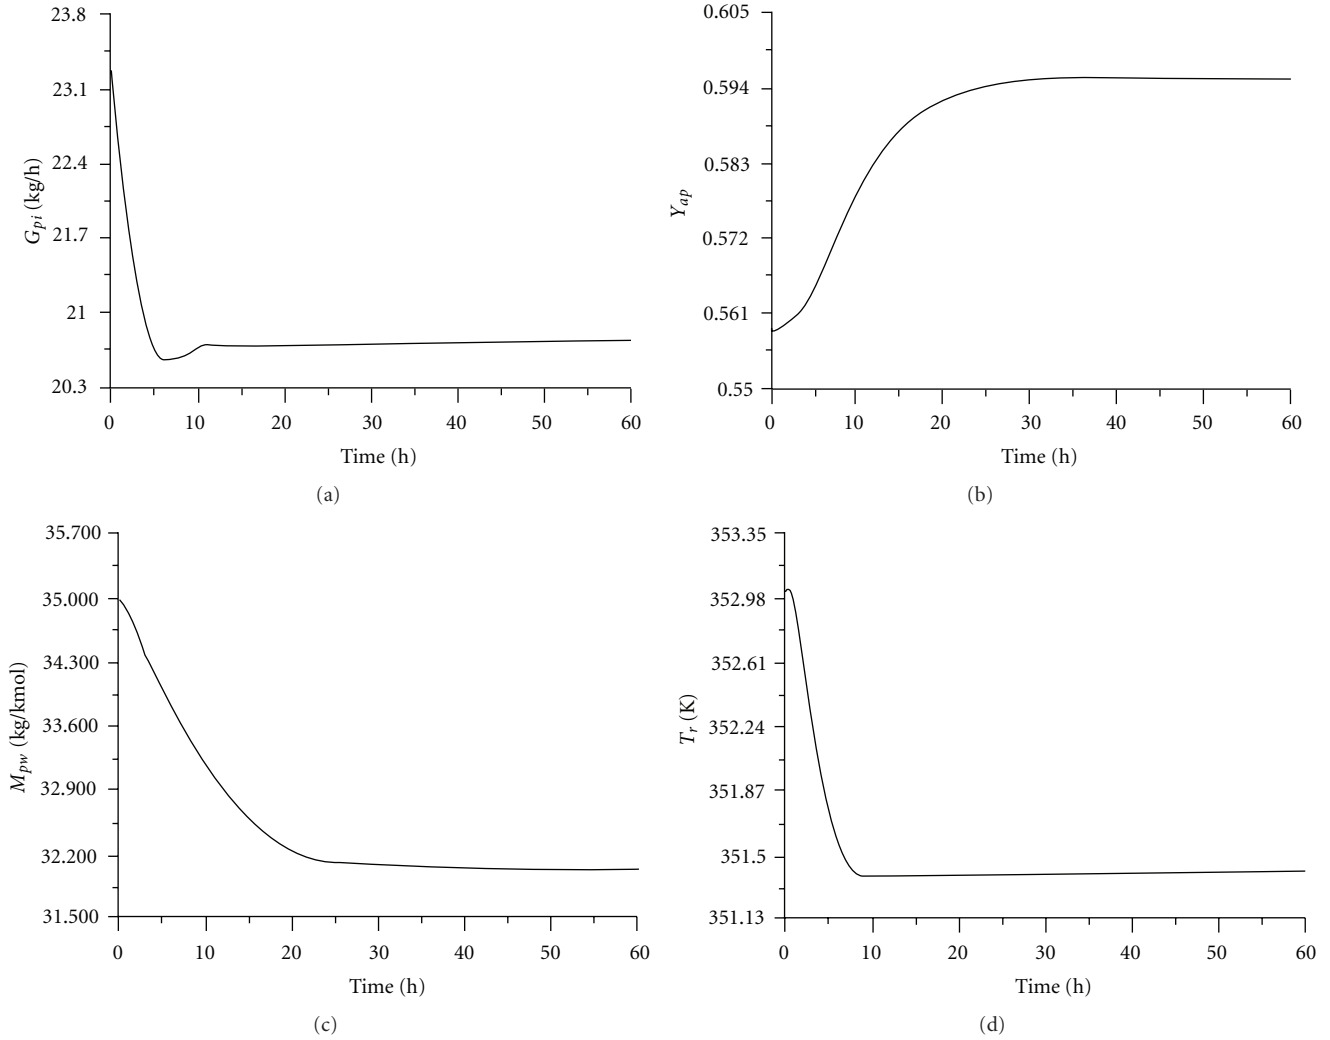 23.8
23.1
22.4
21.7
21
20.3
G_pi (kg/h)
0 10 20 30 40 50 60
Time (h)
(a)
0.605
0.594
0.583
0.572
0.561
0.55
Y_ap
0 10 20 30 40 50 60
Time (h)
(b)
35.700
35.000
34.300
33.600
32.900
32.200
31.500
M_pw (kg/kmol)
0 10 20 30 40 50 60
Time (h)
(c)
353.35
352.98
352.61
352.24
351.87
351.5
351.13
T_r (K)
0 10 20 30 40 50 60
Time (h)
(d)